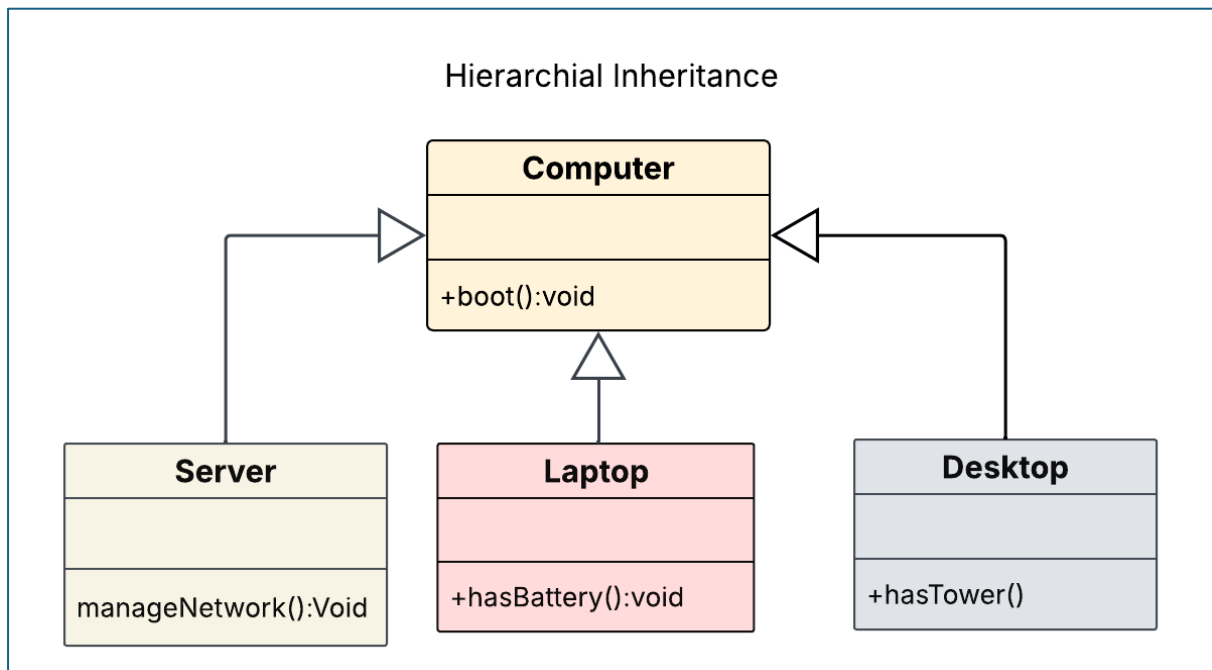 Hierarchial Inheritance
Computer
+boot():void
Server
manageNetwork():Void
Laptop
+hasBattery():void
Desktop
+hasTower()